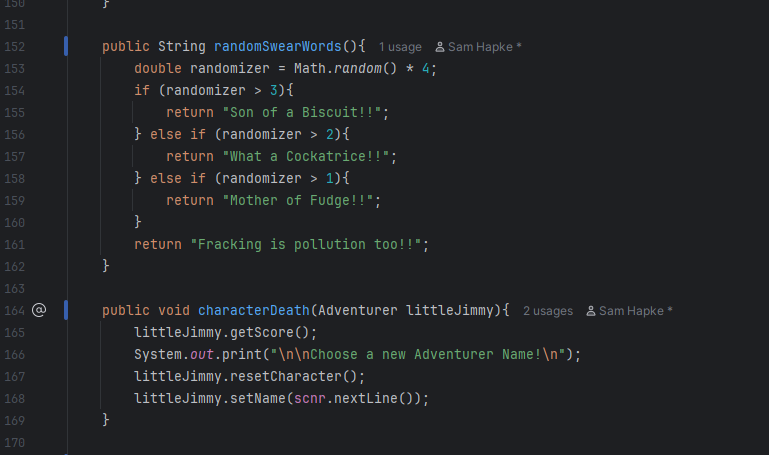 150 }
151
152 public String randomSwearWords(){ 1 usage Sam Hapke *
153 double randomizer = Math.random() * 4;
154 if (randomizer > 3){
155 return "Son of a Biscuit!!";
156 } else if (randomizer > 2){
157 return "What a Cockatrice!!";
158 } else if (randomizer > 1){
159 return "Mother of Fudge!!";
160 }
161 return "Fracking is pollution too!!";
162 }
163
164 @ public void characterDeath(Adventurer littleJimmy){ 2 usages Sam Hapke *
165 littleJimmy.getScore();
166 System.out.print("\n\nChoose a new Adventurer Name!\n");
167 littleJimmy.resetCharacter();
168 littleJimmy.setName(scnr.nextLine());
169 }
170